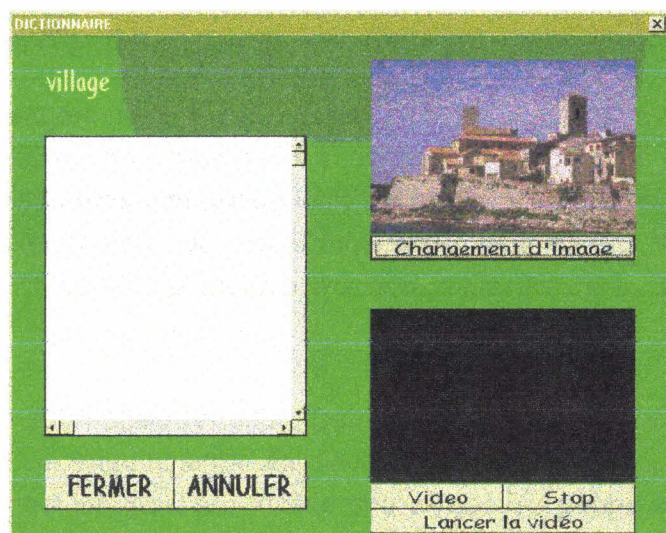 DICTIONNAIRE
village
Changement d'image
FERMER ANNULER
Video Stop
Lancer la vidéo